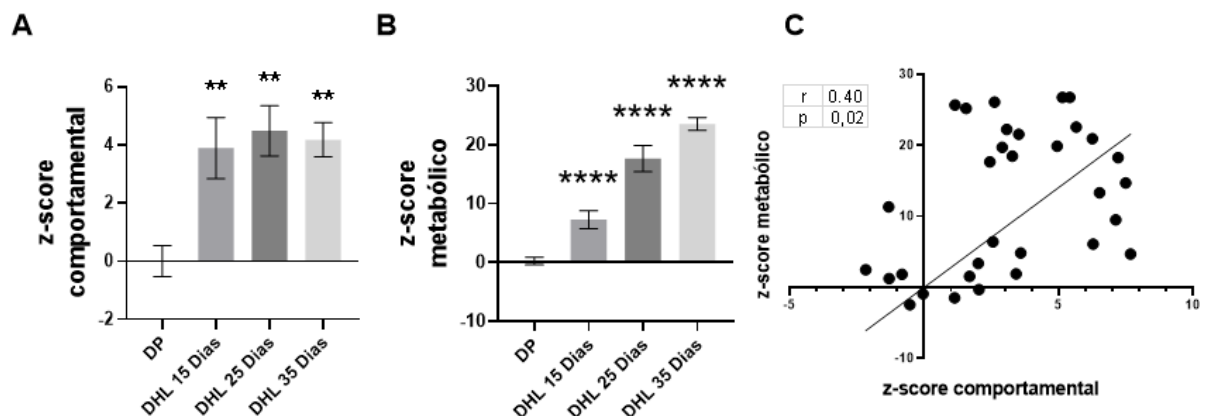 A
z-score
comportamental
6
4
2
0
-2
**
**
**
DP
DHL 15 Dias
DHL 25 Dias
DHL 35 Dias
B
z-score
metabólico
30
20
10
0
-10
****
****
****
DP
DHL 15 Dias
DHL 25 Dias
DHL 35 Dias
C
r 0.40
p 0,02
z-score metabólico
30
20
10
-10
-5
5
10
z-score comportamental